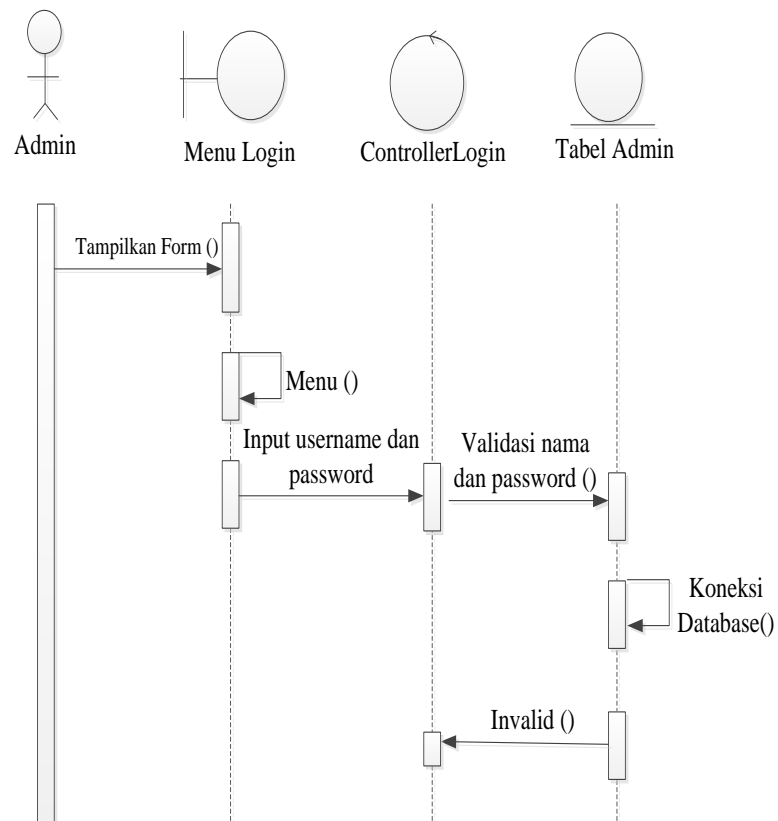 Admin
Menu Login
ControllerLogin
Tabel Admin
Tampilkan Form ()
Menu ()
Input username dan
password
Validasi nama
dan password ()
Koneksi
Database()
Invalid ()